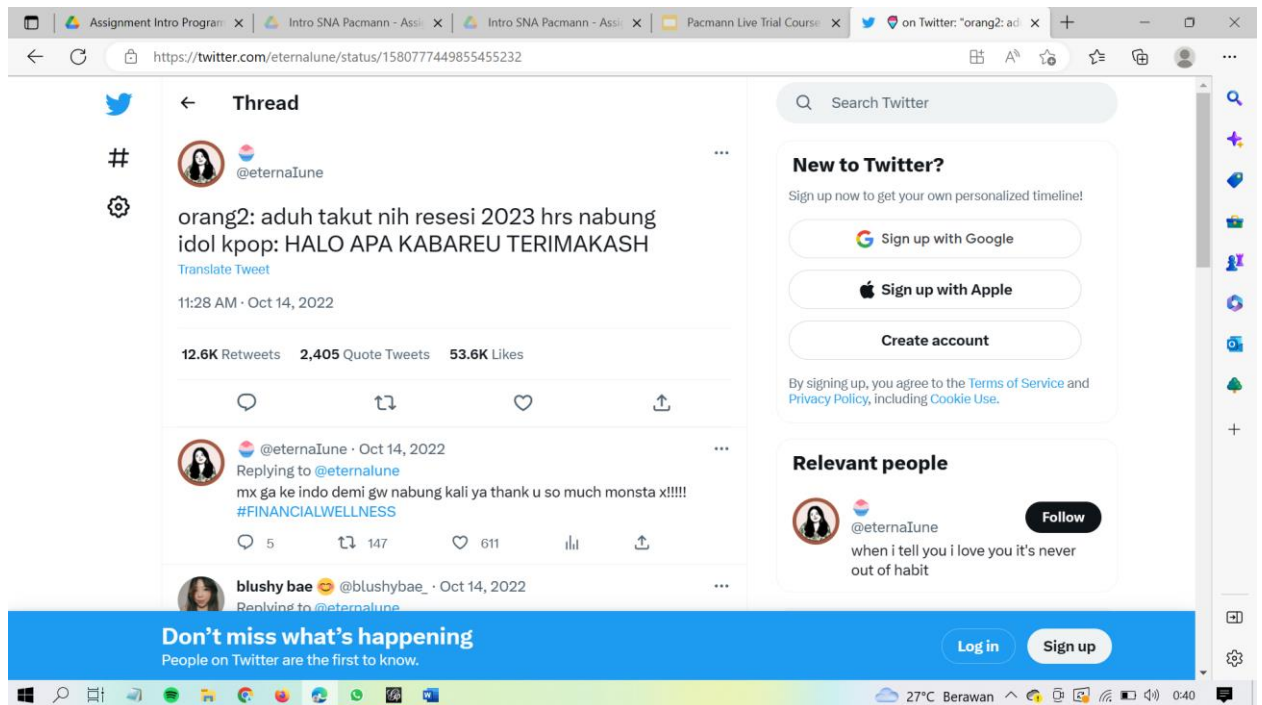 Assignment Intro Program
Intro SNA Pacmann - Assi
Intro SNA Pacmann - Assi
Pacmann Live Trial Course
on Twitter: "orang2: ad
https://twitter.com/eternalune/status/1580777449855455232
Thread
Search Twitter
@eternaIune
orang2: aduh takut nih resesi 2023 hrs nabung
idol kpop: HALO APA KABAREU TERIMAKASH
Translate Tweet
11:28 AM · Oct 14, 2022
12.6K Retweets 2,405 Quote Tweets 53.6K Likes
@eternaIune · Oct 14, 2022
Replying to @eternalune
mx ga ke indo demi gw nabung kali ya thank u so much monsta x!!!!!
#FINANCIALWELLNESS
5 147 611
blushy bae @blushybae_ · Oct 14, 2022
Replying to @eternalune
New to Twitter?
Sign up now to get your own personalized timeline!
Sign up with Google
Sign up with Apple
Create account
By signing up, you agree to the Terms of Service and
Privacy Policy, including Cookie Use.
Relevant people
@eternaIune
Follow
when i tell you i love you it's never
out of habit
Don't miss what's happening
People on Twitter are the first to know.
Log in
Sign up
27°C Berawan
0:40